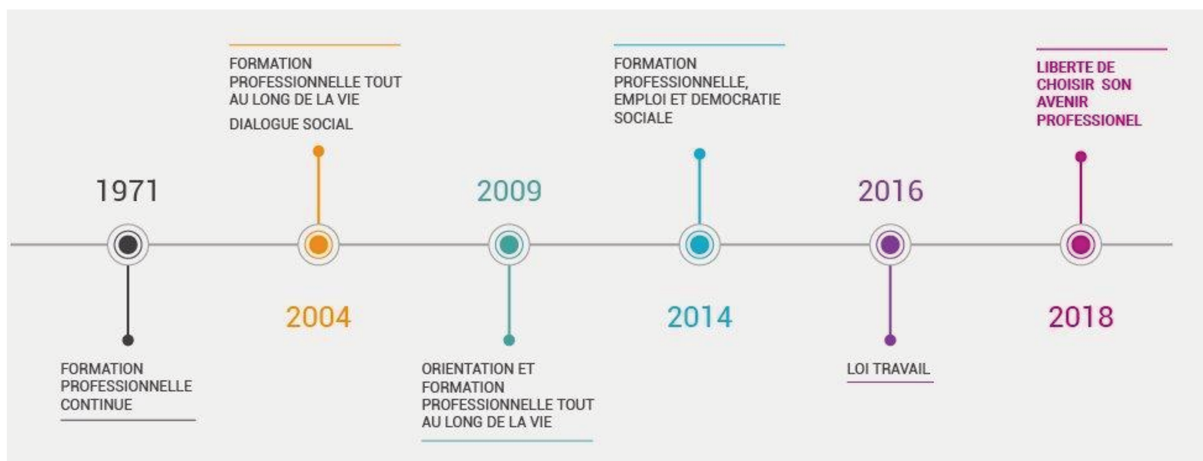 FORMATION
PROFESSIONNELLE TOUT
AU LONG DE LA VIE
DIALOGUE SOCIAL
FORMATION
PROFESSIONNELLE,
EMPLOI ET DEMOCRATIE
SOCIALE
LIBERTE DE
CHOISIR SON
AVENIR
PROFESSIONEL
1971
2009
2016
2004
2014
2018
FORMATION
PROFESSIONNELLE
CONTINUE
ORIENTATION ET
FORMATION
PROFESSIONNELLE TOUT
AU LONG DE LA VIE
LOI TRAVAIL